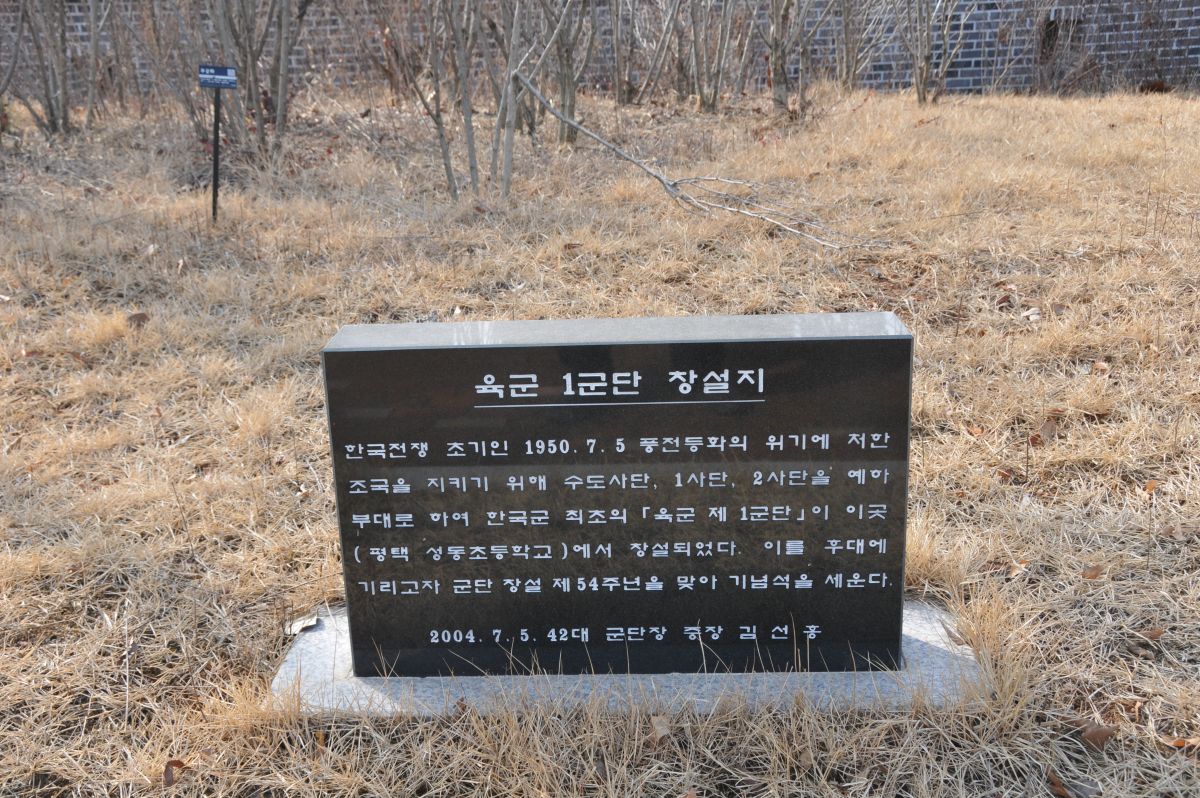 육군 1군단 창설지
한국전쟁 초기인 1950. 7. 5 풍전등화의 위기에 처한
조국을 지키기 위해 수도사단, 1사단, 2사단을 예하
부대로 하여 한국군 최초의 「육군 제 1군단」이 이곳
(평택 성동초등학교)에서 창설되었다. 이를 후대에
기리고자 군단 창설 제54주년을 맞아 기념석을 세운다.
2004. 7. 5. 42대 군단장 중장 김선홍